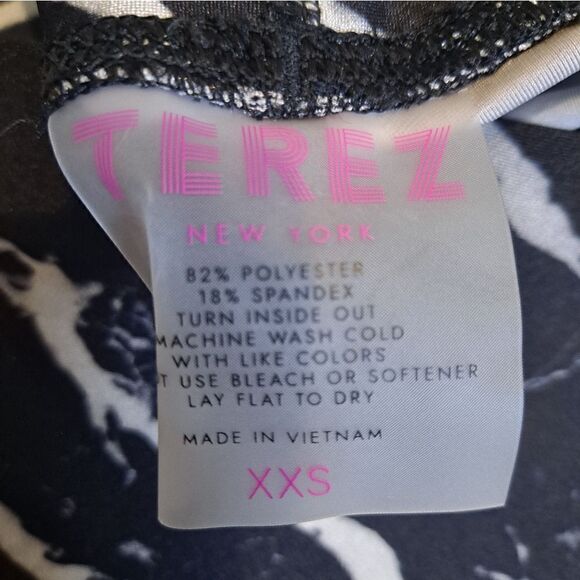 TEREZ
NEW YORK
82% POLYESTER
18% SPANDEX
TURN INSIDE OUT
MACHINE WASH COLD
WITH LIKE COLORS
USE BLEACH OR SOFTENER
LAY FLAT TO DRY
MADE IN VIETNAM
XXS